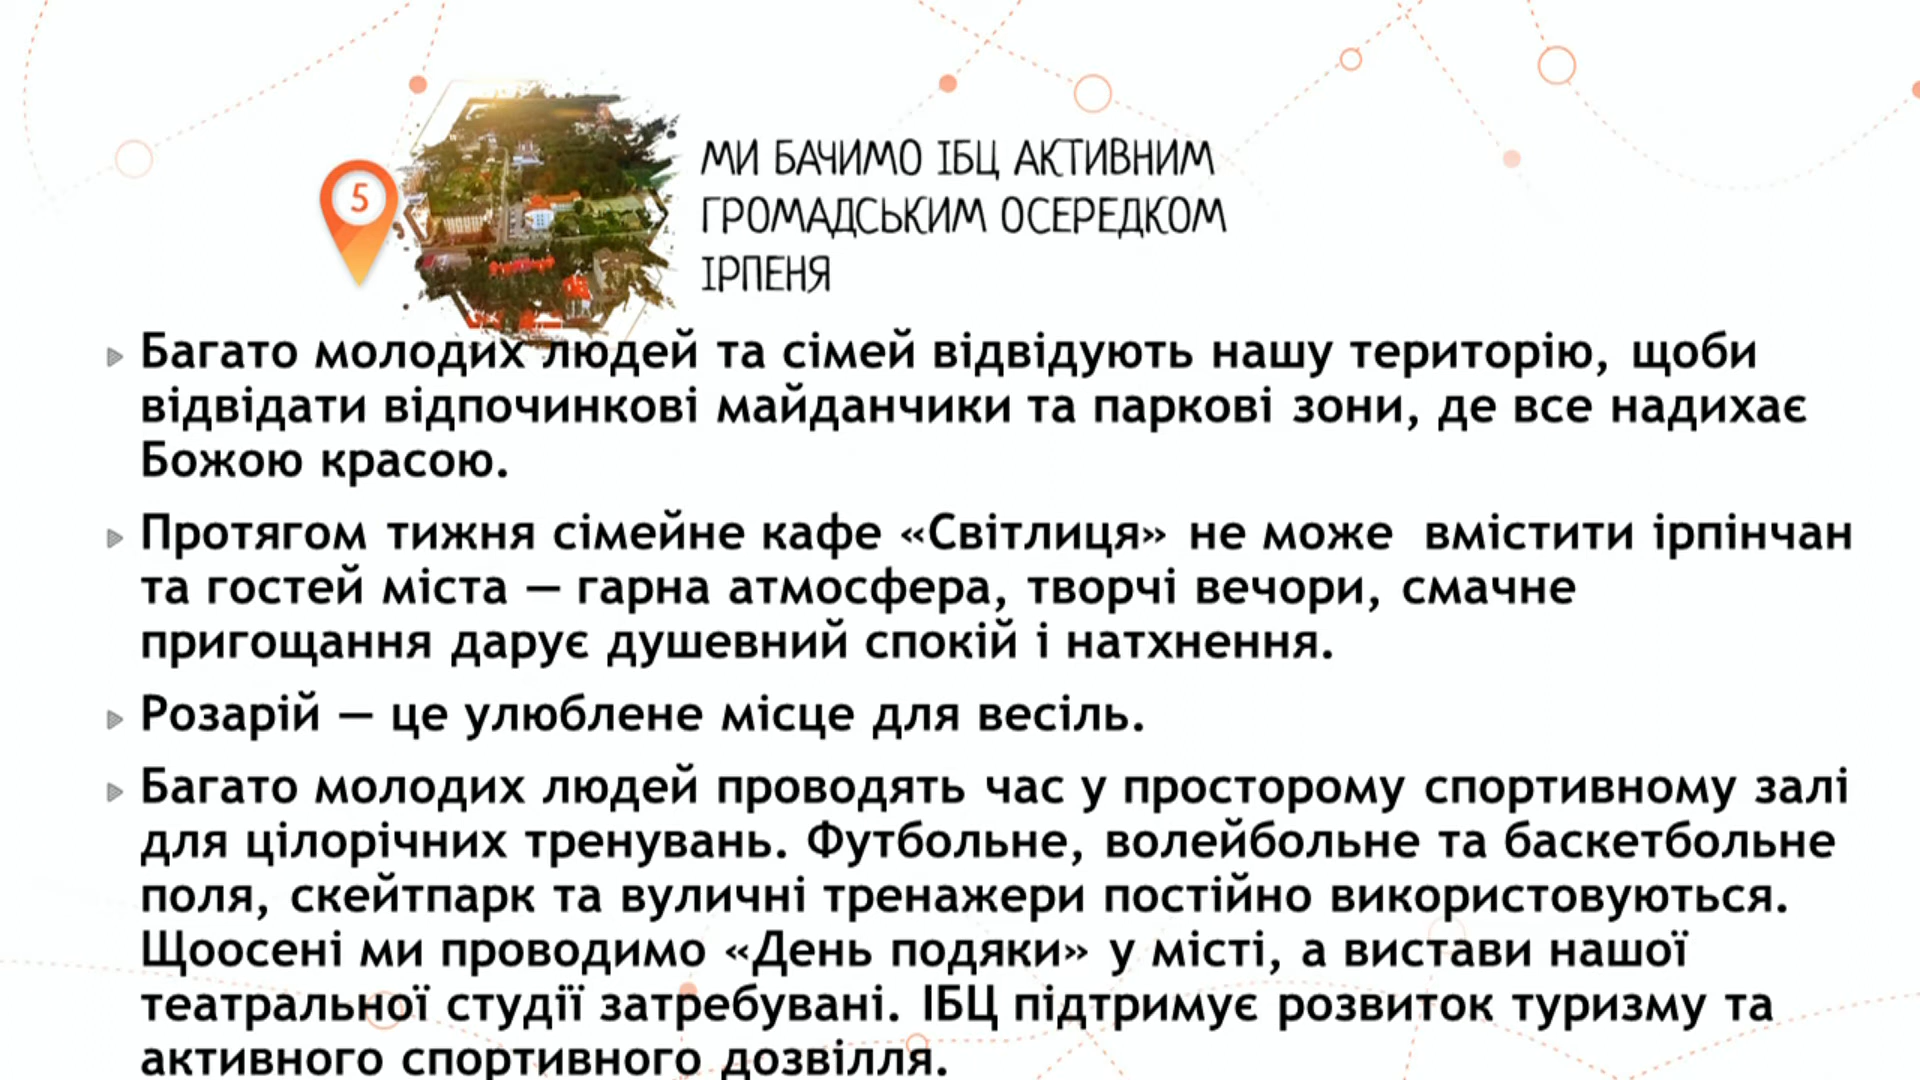 5
МИ БАЧИМО ІБЦ АКТИВНИМ
ГРОМАДСЬКИМ ОСЕРЕДКОМ
ІРПЕНЯ
Багато молодих людей та сімей відвідують нашу територію, щоби
відвідати відпочинкові майданчики та паркові зони, де все надихає
Божою красою.
Протягом тижня сімейне кафе «Світлиця» не може вмістити ірпінчан
та гостей міста — гарна атмосфера, творчі вечори, смачне
пригощання дарує душевний спокій і натхнення.
Розарій — це улюблене місце для весіль.
Багато молодих людей проводять час у просторому спортивному залі
для цілорічних тренувань. Футбольне, волейбольне та баскетбольне
поля, скейтпарк та вуличні тренажери постійно використовуються.
Щоосені ми проводимо «День подяки» у місті, а вистави нашої
театральної студії затребувані. ІБЦ підтримує розвиток туризму та
активного спортивного дозвілля.